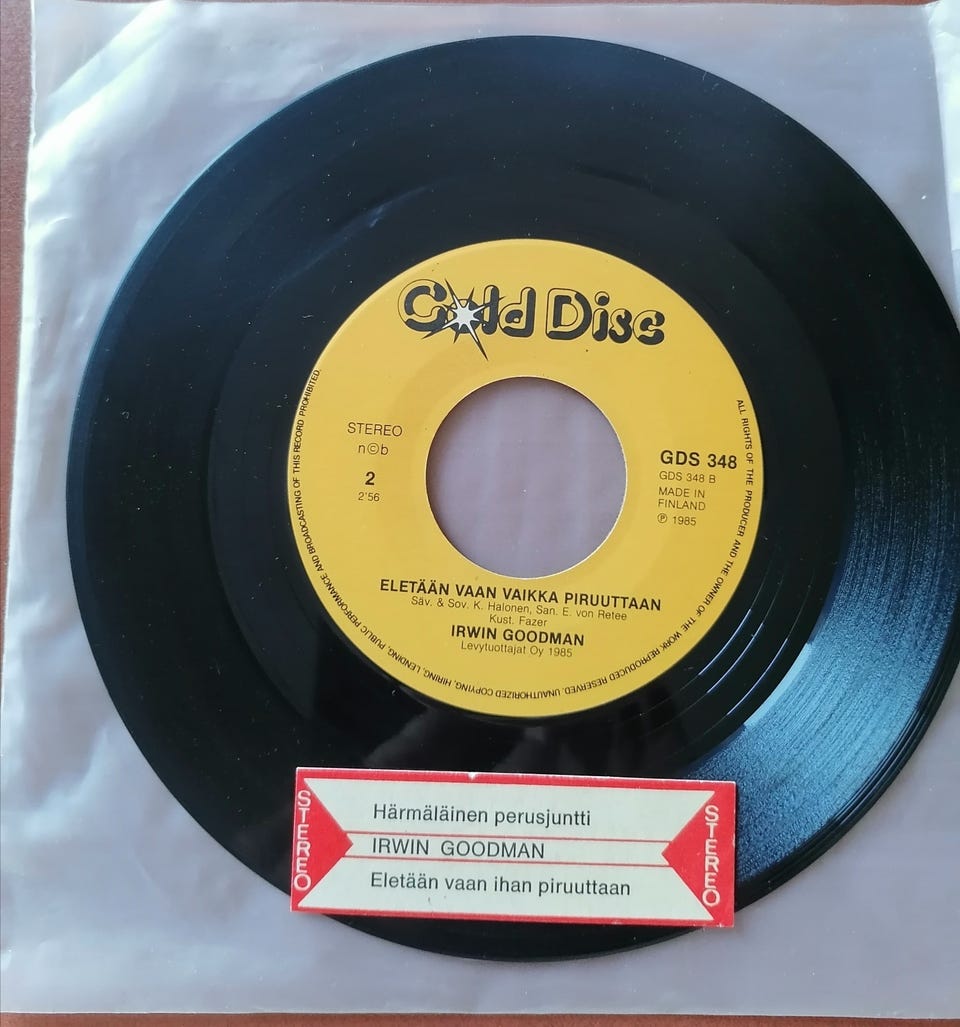 Gold Disc
STEREO
n©b
2
2'56
GDS 348
GDS 348 B
MADE IN
FINLAND
℗ 1985
ELETÄÄN VAAN VAIKKA PIRUUTTAAN
Säv. & Sov. K. Halonen, San. E. von Retee
Kust. Fazer
IRWIN GOODMAN
Levytuottajat Oy 1985
ALL RIGHTS OF THE PRODUCER AND THE OWNER OF THE WORK REPRODUCED RESERVED. UNAUTHORIZED COPYING, HIRING, LENDING, PUBLIC PERFORMANCE AND BROADCASTING OF THIS RECORD PROHIBITED.
STEREO
Härmäläinen perusjuntti
IRWIN GOODMAN
Eletään vaan ihan piruuttaan
STEREO